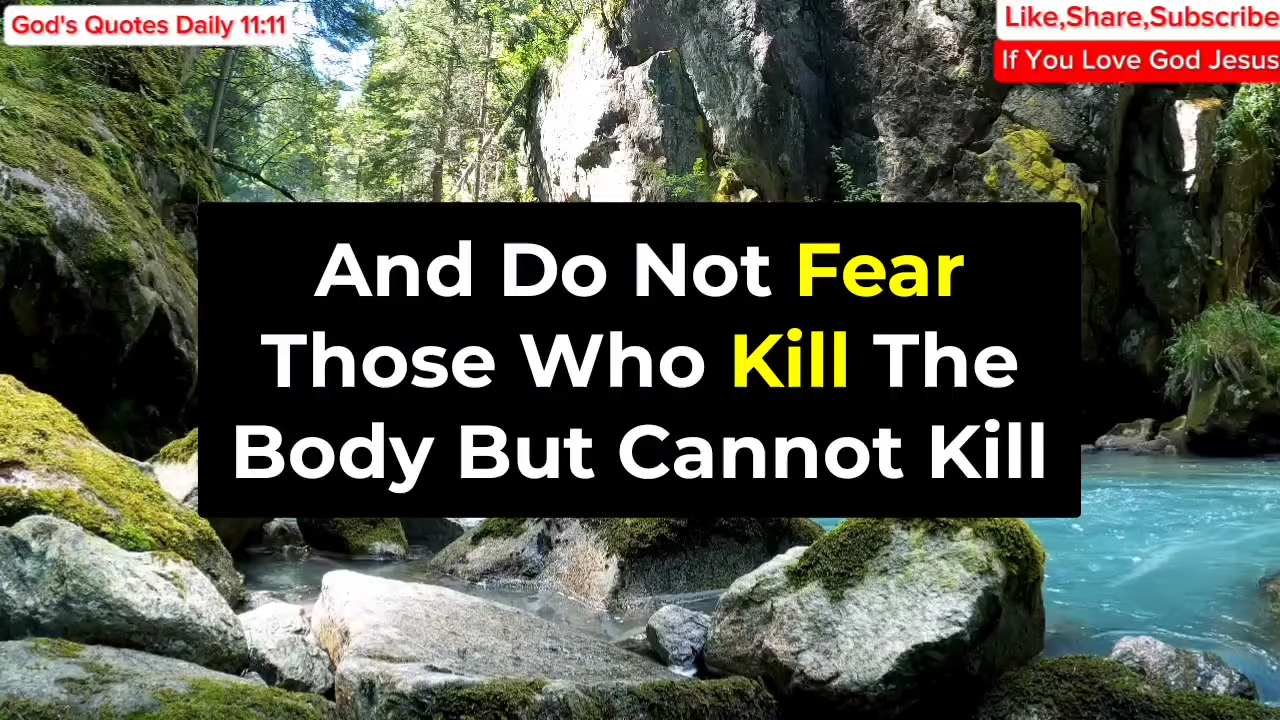 God's Quotes Daily 11:11
Like,Share,Subscribe
If You Love God Jesus
And Do Not Fear
Those Who Kill The
Body But Cannot Kill